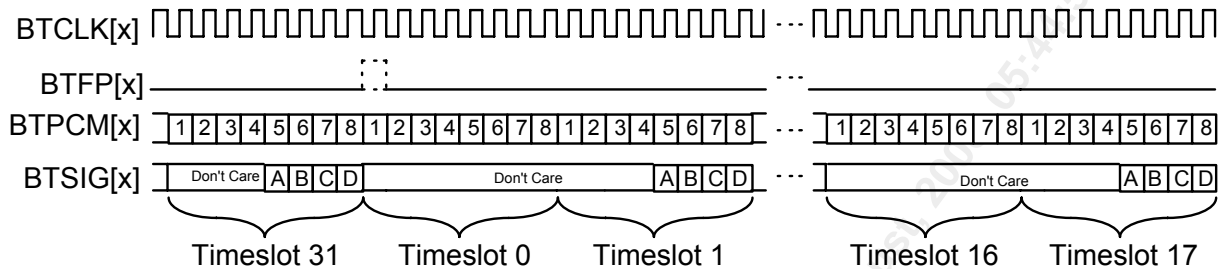 BTCLK[x] ...
BTFP[x] ...
BTPCM[x] 1 2 3 4 5 6 7 8 1 2 3 4 5 6 7 8 1 2 3 4 5 6 7 8 ... 1 2 3 4 5 6 7 8 1 2 3 4 5 6 7 8
BTSIG[x] Don't Care A B C D Don't Care A B C D ... Don't Care A B C D
Timeslot 31 Timeslot 0 Timeslot 1 Timeslot 16 Timeslot 17